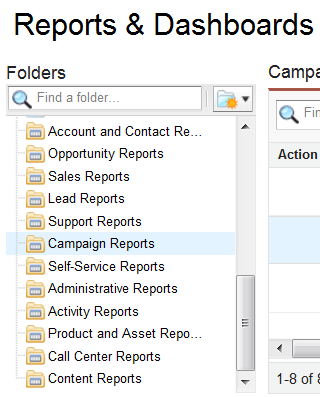 Reports & Dashboards
Folders
Campa
Find a folder...
Fin
Action
Account and Contact Re...
Opportunity Reports
Sales Reports
Lead Reports
Support Reports
Campaign Reports
Self-Service Reports
Administrative Reports
Activity Reports
Product and Asset Repo...
Call Center Reports
Content Reports
1-8 of 8